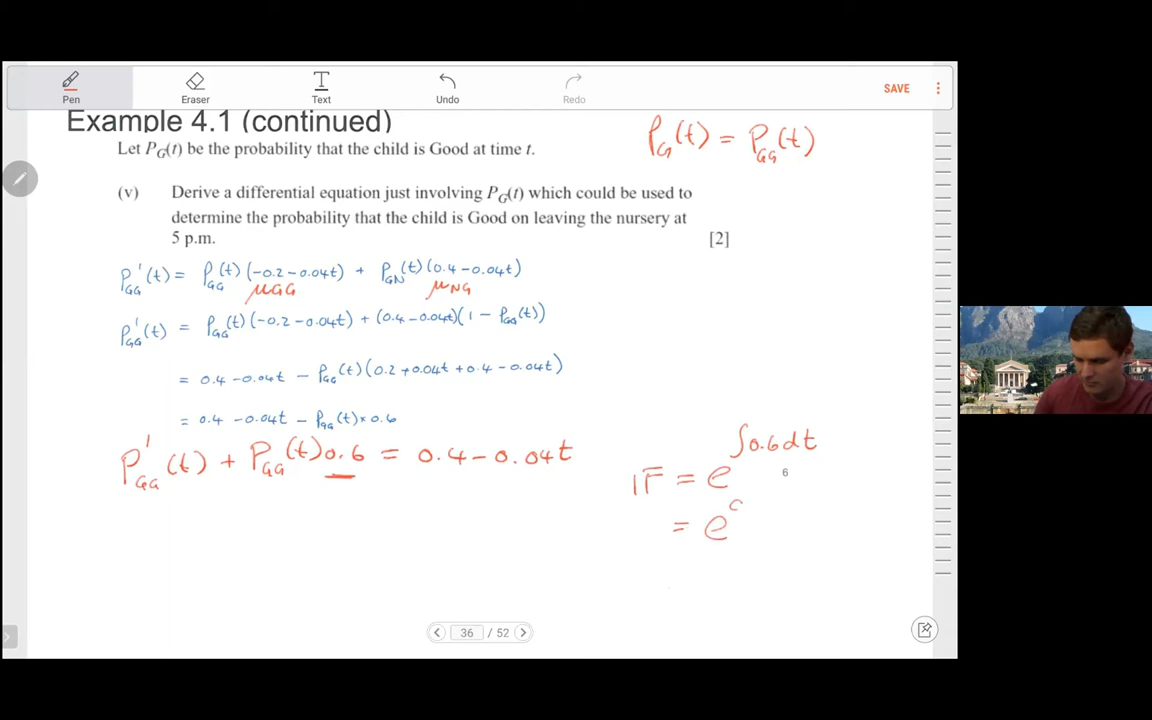 Pen
Eraser
Text
Undo
Redo
SAVE
Example 4.1 (continued)
Let P_G(t) be the probability that the child is Good at time t.
P_G(t) = P_GG(t)
(v) Derive a differential equation just involving P_G(t) which could be used to
determine the probability that the child is Good on leaving the nursery at
5 p.m. [2]
P_GG'(t) = P_GG(t) (-0.2-0.04t) + P_GN(t) (0.4-0.04t)
μGG μNG
P_GG'(t) = P_GG(t) (-0.2-0.04t) + (0.4-0.04t)(1 - P_GG(t))
= 0.4-0.04t - P_GG(t) (0.2+0.04t+0.4-0.04t)
= 0.4-0.04t - P_GG(t)×0.6
P_GG'(t) + P_GG(t)0.6 = 0.4-0.04t
IF = e^∫0.6dt
6
= e
36 / 52